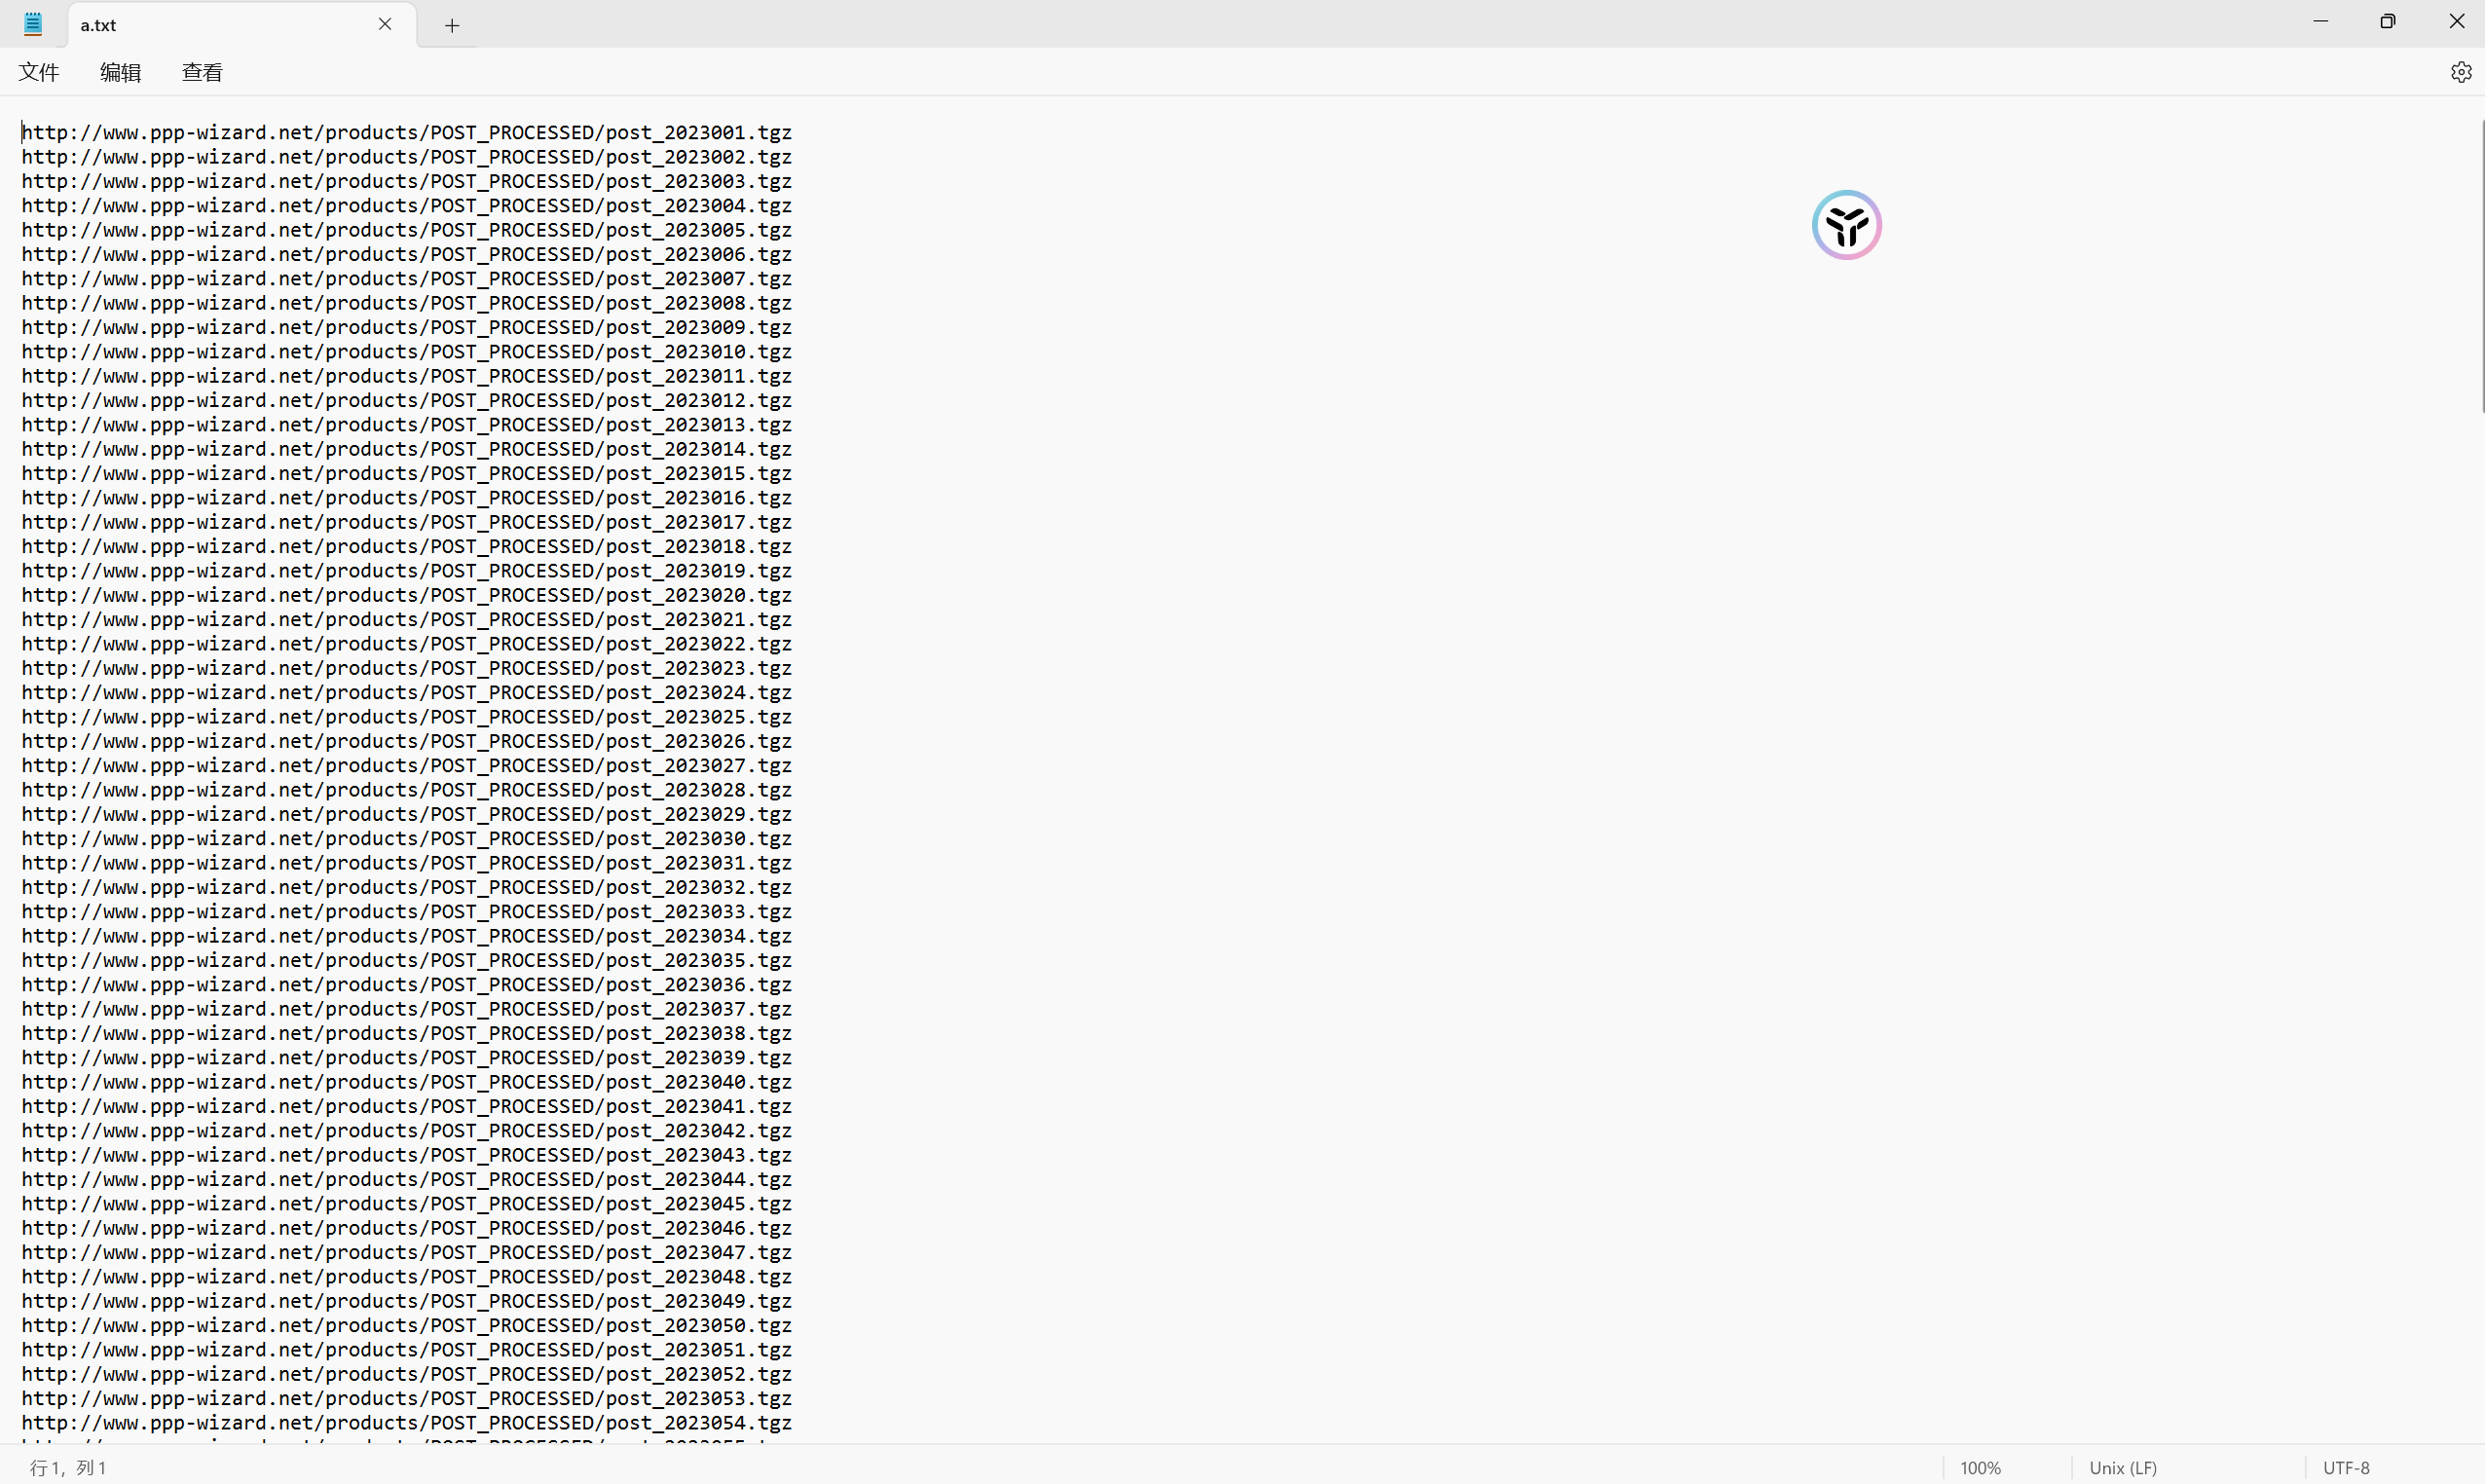 a.txt
文件 编辑 查看
http://www.ppp-wizard.net/products/POST_PROCESSED/post_2023001.tgz
http://www.ppp-wizard.net/products/POST_PROCESSED/post_2023002.tgz
http://www.ppp-wizard.net/products/POST_PROCESSED/post_2023003.tgz
http://www.ppp-wizard.net/products/POST_PROCESSED/post_2023004.tgz
http://www.ppp-wizard.net/products/POST_PROCESSED/post_2023005.tgz
http://www.ppp-wizard.net/products/POST_PROCESSED/post_2023006.tgz
http://www.ppp-wizard.net/products/POST_PROCESSED/post_2023007.tgz
http://www.ppp-wizard.net/products/POST_PROCESSED/post_2023008.tgz
http://www.ppp-wizard.net/products/POST_PROCESSED/post_2023009.tgz
http://www.ppp-wizard.net/products/POST_PROCESSED/post_2023010.tgz
http://www.ppp-wizard.net/products/POST_PROCESSED/post_2023011.tgz
http://www.ppp-wizard.net/products/POST_PROCESSED/post_2023012.tgz
http://www.ppp-wizard.net/products/POST_PROCESSED/post_2023013.tgz
http://www.ppp-wizard.net/products/POST_PROCESSED/post_2023014.tgz
http://www.ppp-wizard.net/products/POST_PROCESSED/post_2023015.tgz
http://www.ppp-wizard.net/products/POST_PROCESSED/post_2023016.tgz
http://www.ppp-wizard.net/products/POST_PROCESSED/post_2023017.tgz
http://www.ppp-wizard.net/products/POST_PROCESSED/post_2023018.tgz
http://www.ppp-wizard.net/products/POST_PROCESSED/post_2023019.tgz
http://www.ppp-wizard.net/products/POST_PROCESSED/post_2023020.tgz
http://www.ppp-wizard.net/products/POST_PROCESSED/post_2023021.tgz
http://www.ppp-wizard.net/products/POST_PROCESSED/post_2023022.tgz
http://www.ppp-wizard.net/products/POST_PROCESSED/post_2023023.tgz
http://www.ppp-wizard.net/products/POST_PROCESSED/post_2023024.tgz
http://www.ppp-wizard.net/products/POST_PROCESSED/post_2023025.tgz
http://www.ppp-wizard.net/products/POST_PROCESSED/post_2023026.tgz
http://www.ppp-wizard.net/products/POST_PROCESSED/post_2023027.tgz
http://www.ppp-wizard.net/products/POST_PROCESSED/post_2023028.tgz
http://www.ppp-wizard.net/products/POST_PROCESSED/post_2023029.tgz
http://www.ppp-wizard.net/products/POST_PROCESSED/post_2023030.tgz
http://www.ppp-wizard.net/products/POST_PROCESSED/post_2023031.tgz
http://www.ppp-wizard.net/products/POST_PROCESSED/post_2023032.tgz
http://www.ppp-wizard.net/products/POST_PROCESSED/post_2023033.tgz
http://www.ppp-wizard.net/products/POST_PROCESSED/post_2023034.tgz
http://www.ppp-wizard.net/products/POST_PROCESSED/post_2023035.tgz
http://www.ppp-wizard.net/products/POST_PROCESSED/post_2023036.tgz
http://www.ppp-wizard.net/products/POST_PROCESSED/post_2023037.tgz
http://www.ppp-wizard.net/products/POST_PROCESSED/post_2023038.tgz
http://www.ppp-wizard.net/products/POST_PROCESSED/post_2023039.tgz
http://www.ppp-wizard.net/products/POST_PROCESSED/post_2023040.tgz
http://www.ppp-wizard.net/products/POST_PROCESSED/post_2023041.tgz
http://www.ppp-wizard.net/products/POST_PROCESSED/post_2023042.tgz
http://www.ppp-wizard.net/products/POST_PROCESSED/post_2023043.tgz
http://www.ppp-wizard.net/products/POST_PROCESSED/post_2023044.tgz
http://www.ppp-wizard.net/products/POST_PROCESSED/post_2023045.tgz
http://www.ppp-wizard.net/products/POST_PROCESSED/post_2023046.tgz
http://www.ppp-wizard.net/products/POST_PROCESSED/post_2023047.tgz
http://www.ppp-wizard.net/products/POST_PROCESSED/post_2023048.tgz
http://www.ppp-wizard.net/products/POST_PROCESSED/post_2023049.tgz
http://www.ppp-wizard.net/products/POST_PROCESSED/post_2023050.tgz
http://www.ppp-wizard.net/products/POST_PROCESSED/post_2023051.tgz
http://www.ppp-wizard.net/products/POST_PROCESSED/post_2023052.tgz
http://www.ppp-wizard.net/products/POST_PROCESSED/post_2023053.tgz
http://www.ppp-wizard.net/products/POST_PROCESSED/post_2023054.tgz
行 1, 列 1 100% Unix (LF) UTF-8